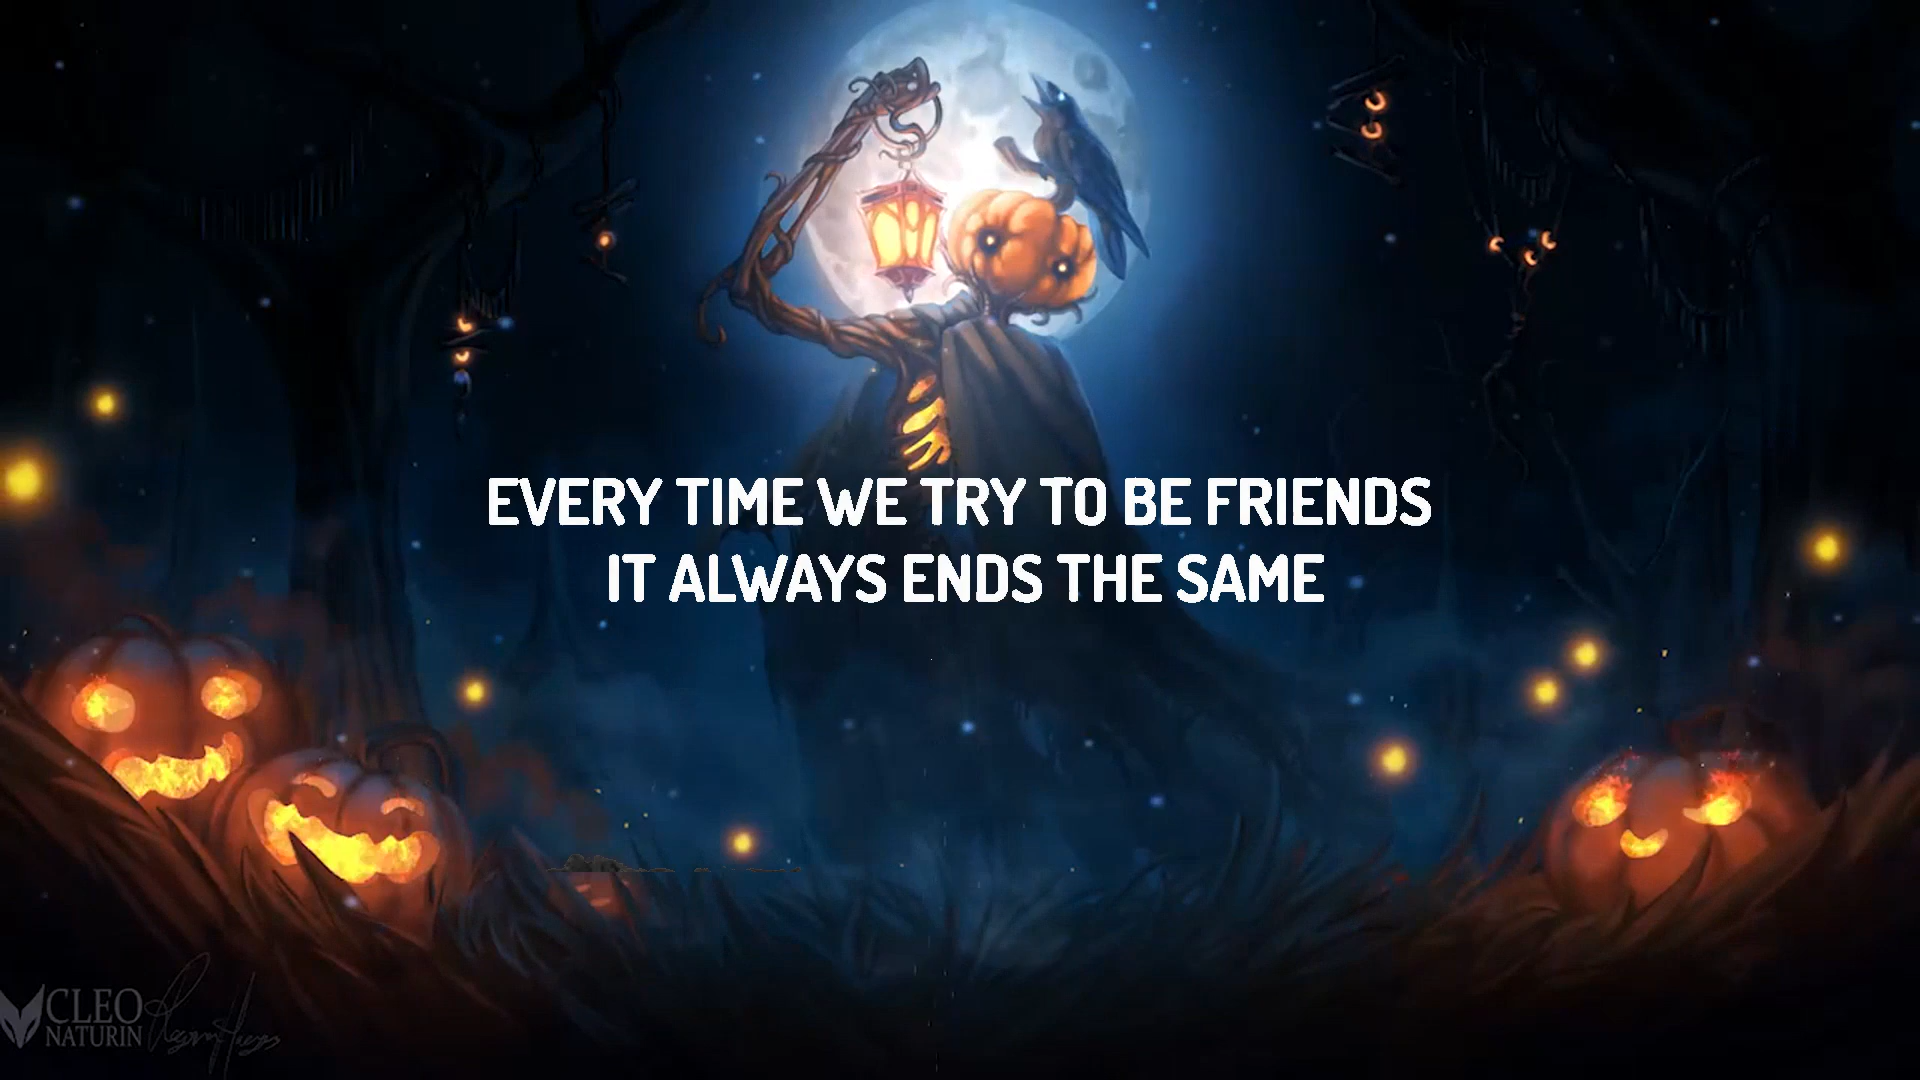 EVERY TIME WE TRY TO BE FRIENDS
IT ALWAYS ENDS THE SAME
CLEO
NATURIN